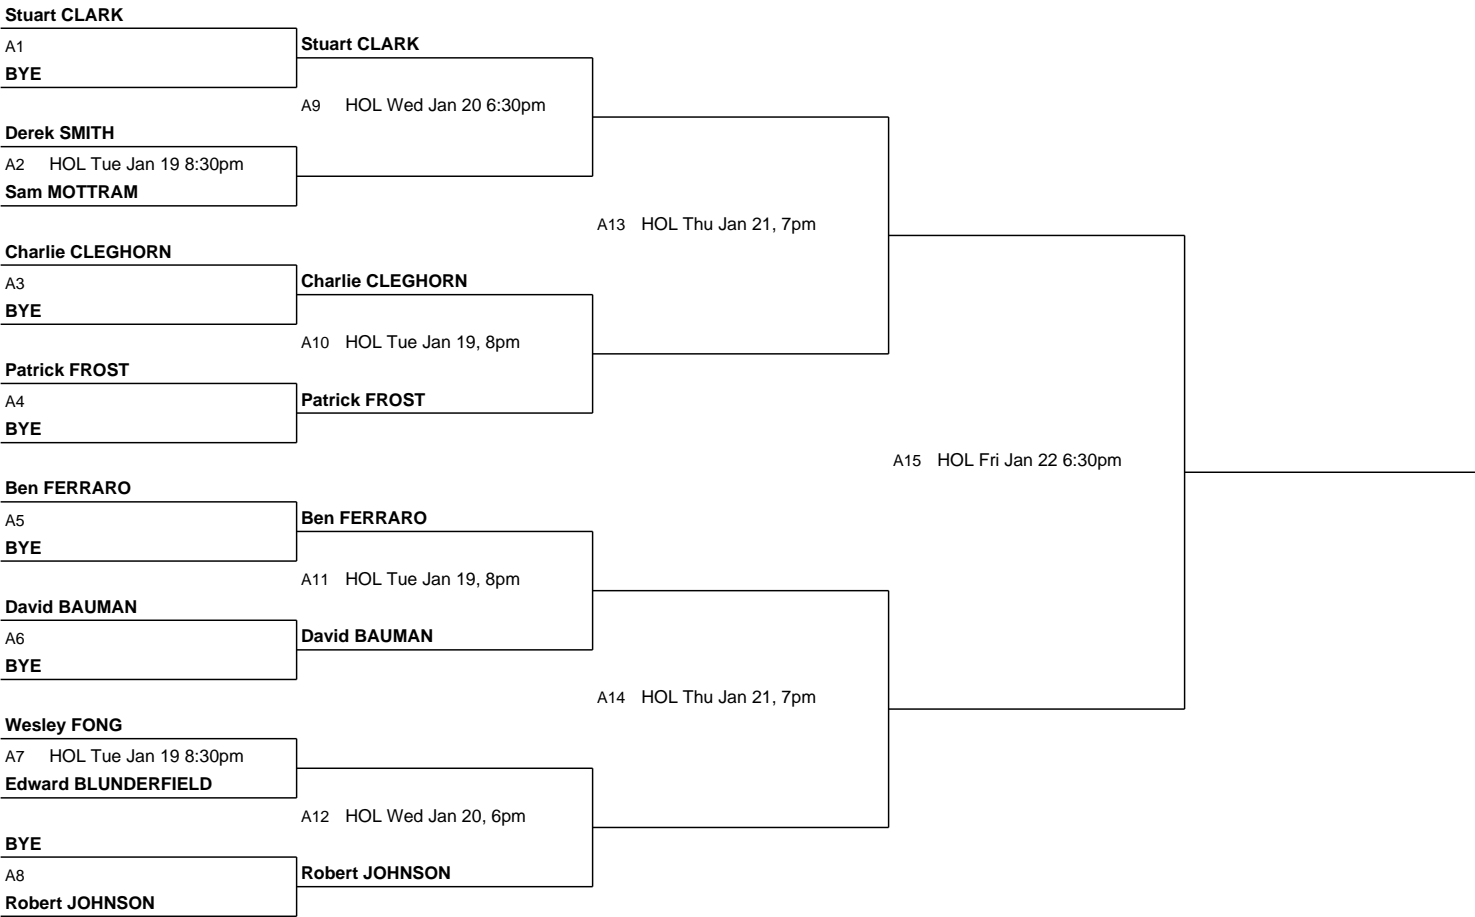 Stuart CLARK
A1
BYE
Stuart CLARK
A9 HOL Wed Jan 20 6:30pm
Derek SMITH
A2 HOL Tue Jan 19 8:30pm
Sam MOTTRAM
A13 HOL Thu Jan 21, 7pm
Charlie CLEGHORN
A3
BYE
Charlie CLEGHORN
A10 HOL Tue Jan 19, 8pm
Patrick FROST
A4
BYE
Patrick FROST
A15 HOL Fri Jan 22 6:30pm
Ben FERRARO
A5
BYE
Ben FERRARO
A11 HOL Tue Jan 19, 8pm
David BAUMAN
A6
BYE
David BAUMAN
A14 HOL Thu Jan 21, 7pm
Wesley FONG
A7 HOL Tue Jan 19 8:30pm
Edward BLUNDERFIELD
A12 HOL Wed Jan 20, 6pm
BYE
A8
Robert JOHNSON
Robert JOHNSON